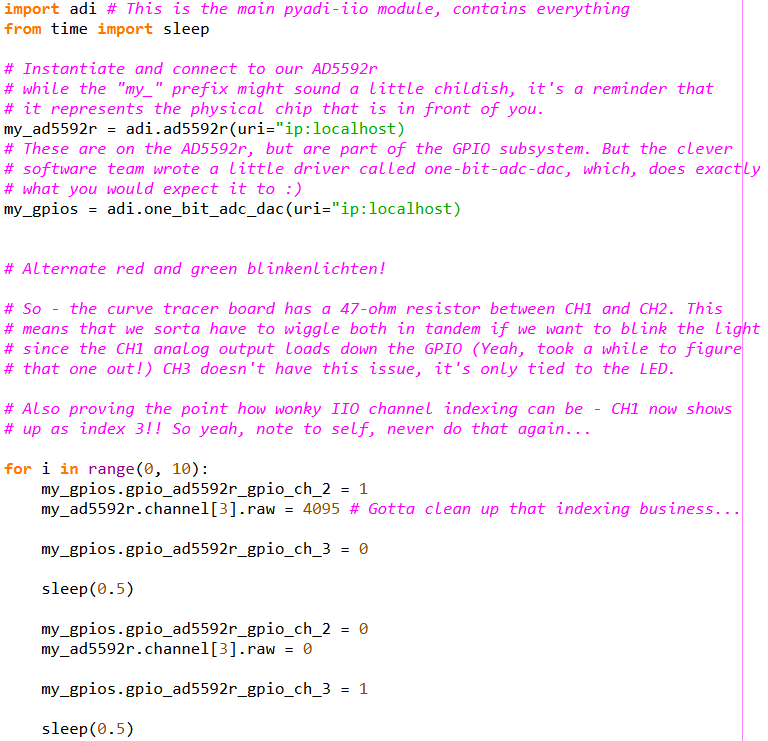 import adi # This is the main pyadi-iio module, contains everything
from time import sleep

# Instantiate and connect to our AD5592r
# while the "my_" prefix might sound a little childish, it's a reminder that
# it represents the physical chip that is in front of you.
my_ad5592r = adi.ad5592r(uri="ip:localhost)
# These are on the AD5592r, but are part of the GPIO subsystem. But the clever
# software team wrote a little driver called one-bit-adc-dac, which, does exactly
# what you would expect it to :)
my_gpios = adi.one_bit_adc_dac(uri="ip:localhost)

# Alternate red and green blinkenlichten!

# So - the curve tracer board has a 47-ohm resistor between CH1 and CH2. This
# means that we sorta have to wiggle both in tandem if we want to blink the light
# since the CH1 analog output loads down the GPIO (Yeah, took a while to figure
# that one out!) CH3 doesn't have this issue, it's only tied to the LED.

# Also proving the point how wonky IIO channel indexing can be - CH1 now shows
# up as index 3!! So yeah, note to self, never do that again...

for i in range(0, 10):
    my_gpios.gpio_ad5592r_gpio_ch_2 = 1
    my_ad5592r.channel[3].raw = 4095 # Gotta clean up that indexing business...

    my_gpios.gpio_ad5592r_gpio_ch_3 = 0

    sleep(0.5)

    my_gpios.gpio_ad5592r_gpio_ch_2 = 0
    my_ad5592r.channel[3].raw = 0

    my_gpios.gpio_ad5592r_gpio_ch_3 = 1

    sleep(0.5)